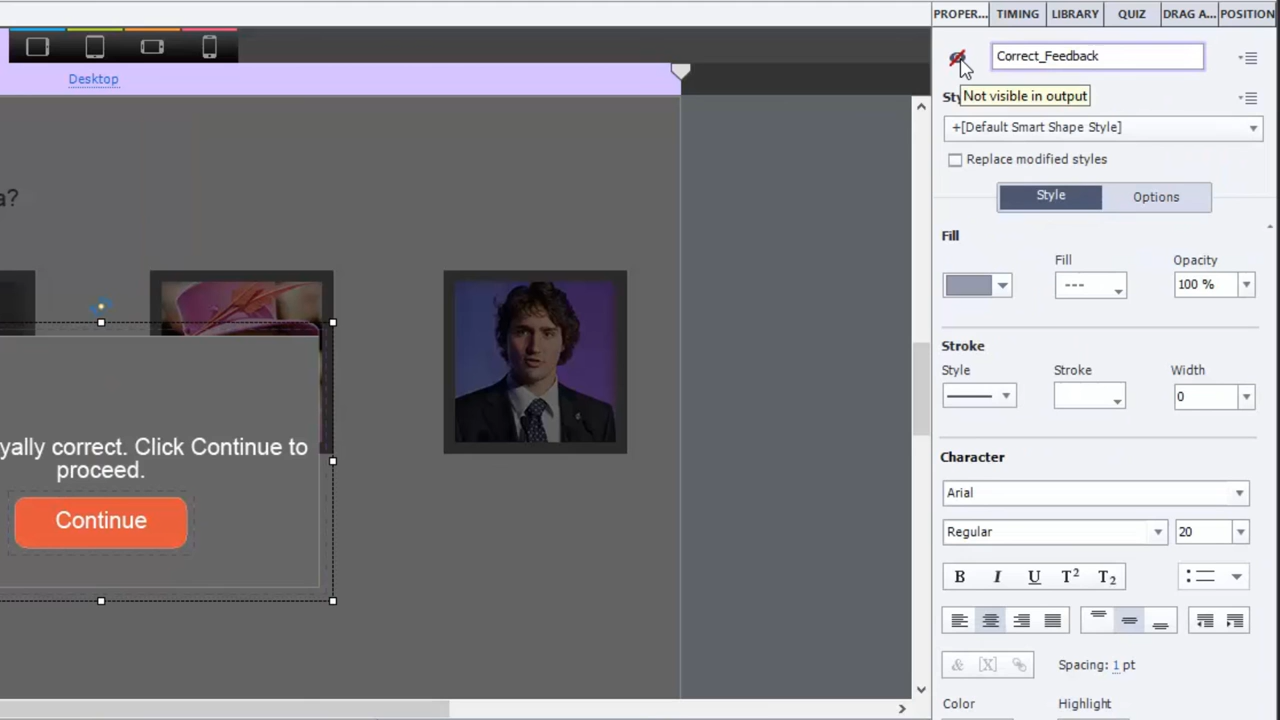 PROPER... TIMING LIBRARY QUIZ DRAG A... POSITION
Correct_Feedback
Desktop
Not visible in output
+[Default Smart Shape Style]
Replace modified styles
a?
Style Options
Fill
Fill Opacity
--- 100 %
Stroke
Style Stroke Width
0
yally correct. Click Continue to
proceed.
Continue
Character
Arial
Regular 20
B I U T2 T2
& [X]
Spacing: 1 pt
Color Highlight